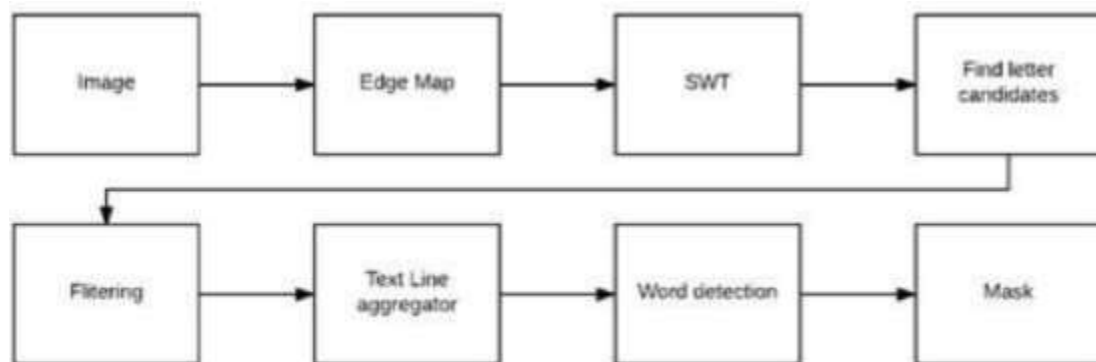 Image
Edge Map
SWT
Find letter
candidates
Flitering
Text Line
aggregator
Word detection
Mask